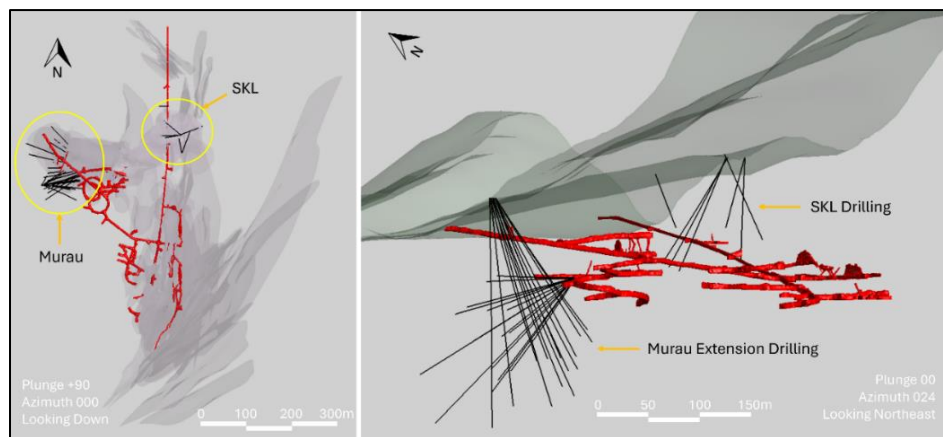 N
SKL
Murau
Plunge +90
Azimuth 000
Looking Down
0 100 200 300m
N
SKL Drilling
Murau Extension Drilling
Plunge 00
Azimuth 024
Looking Northeast
0 50 100 150m